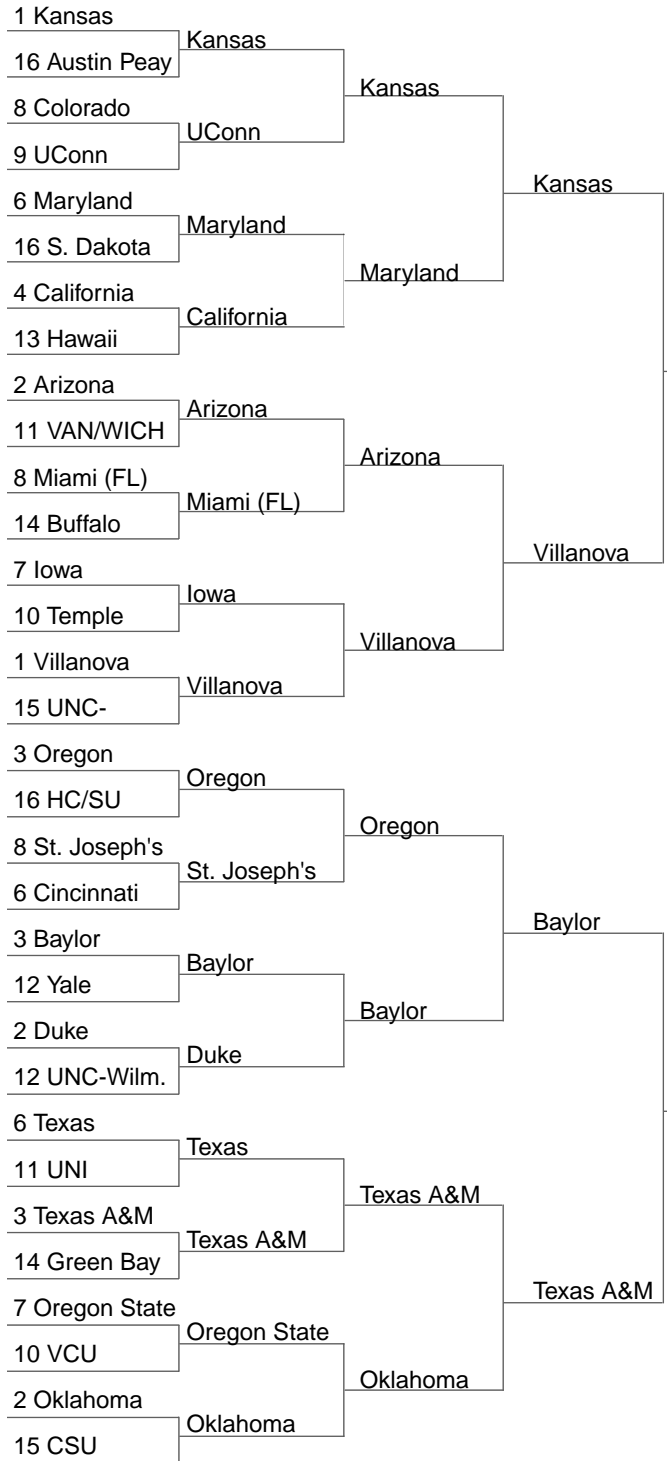 1 Kansas
16 Austin Peay
8 Colorado
9 UConn
6 Maryland
16 S. Dakota
4 California
13 Hawaii
2 Arizona
11 VAN/WICH
8 Miami (FL)
14 Buffalo
7 Iowa
10 Temple
1 Villanova
15 UNC-
3 Oregon
16 HC/SU
8 St. Joseph's
6 Cincinnati
3 Baylor
12 Yale
2 Duke
12 UNC-Wilm.
6 Texas
11 UNI
3 Texas A&M
14 Green Bay
7 Oregon State
10 VCU
2 Oklahoma
15 CSU
Kansas
UConn
Maryland
California
Arizona
Miami (FL)
Iowa
Villanova
Oregon
St. Joseph's
Baylor
Duke
Texas
Texas A&M
Oregon State
Oklahoma
Kansas
Maryland
Arizona
Villanova
Oregon
Baylor
Texas A&M
Oklahoma
Kansas
Villanova
Baylor
Texas A&M